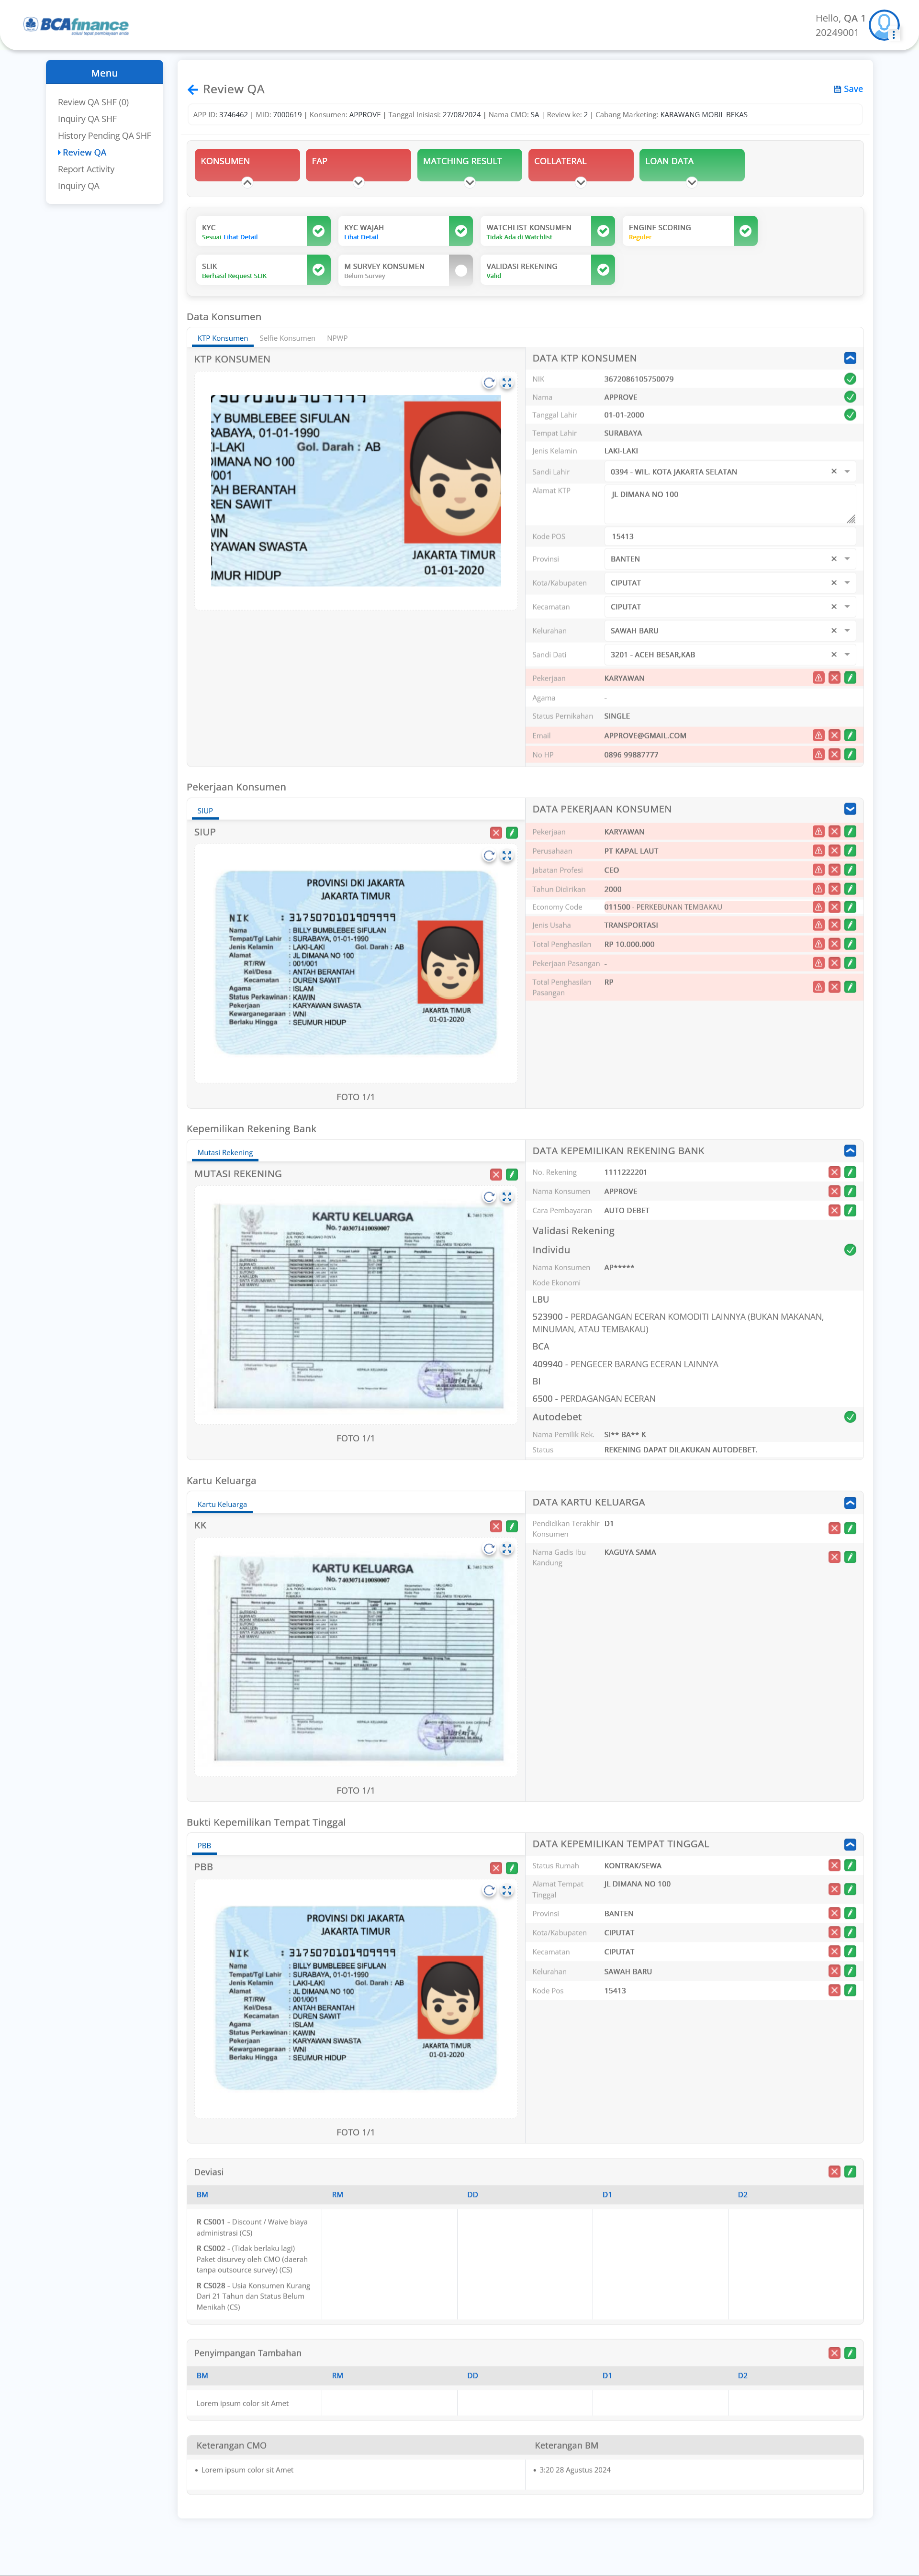 BCAfinance
solusi tepat pembiayaan anda
Hello, QA 1
20249001
Menu
Review QA SHF (0)
Inquiry QA SHF
History Pending QA SHF
Review QA
Report Activity
Inquiry QA
Review QA
Save
APP ID: 3746462 | MID: 7000619 | Konsumen: APPROVE | Tanggal Inisiasi: 27/08/2024 | Nama CMO: SA | Review ke: 2 | Cabang Marketing: KARAWANG MOBIL BEKAS
KONSUMEN
FAP
MATCHING RESULT
COLLATERAL
LOAN DATA
KYC
Sesuai Lihat Detail
KYC WAJAH
Lihat Detail
WATCHLIST KONSUMEN
Tidak Ada di Watchlist
ENGINE SCORING
Reguler
SLIK
Berhasil Request SLIK
M SURVEY KONSUMEN
Belum Survey
VALIDASI REKENING
Valid
Data Konsumen
KTP Konsumen Selfie Konsumen NPWP
KTP KONSUMEN
LY BUMBLEBEE SIFULAN
RABAYA, 01-01-1990
I-LAKI Gol. Darah : AB
DIMANA NO 100
/001
TAH BERANTAH
REN SAWIT
AM
WIN
RYAWAN SWASTA
JAKARTA TIMUR
01-01-2020
UMUR HIDUP
DATA KTP KONSUMEN
NIK 3672086105750079
Nama APPROVE
Tanggal Lahir 01-01-2000
Tempat Lahir SURABAYA
Jenis Kelamin LAKI-LAKI
Sandi Lahir 0394 - WIL. KOTA JAKARTA SELATAN
Alamat KTP JL DIMANA NO 100
Kode POS 15413
Provinsi BANTEN
Kota/Kabupaten CIPUTAT
Kecamatan CIPUTAT
Kelurahan SAWAH BARU
Sandi Dati 3201 - ACEH BESAR,KAB
Pekerjaan KARYAWAN
Agama -
Status Pernikahan SINGLE
Email APPROVE@GMAIL.COM
No HP 0896 99887777
Pekerjaan Konsumen
SIUP
SIUP
PROVINSI DKI JAKARTA
JAKARTA TIMUR
NIK : 3175070101909999
Nama : BILLY BUMBLEBEE SIFULAN
Tempat/Tgl Lahir : SURABAYA, 01-01-1990
Jenis Kelamin : LAKI-LAKI Gol. Darah : AB
Alamat : JL DIMANA NO 100
RT/RW : 001/001
Kel/Desa : ANTAH BERANTAH
Kecamatan : DUREN SAWIT
Agama : ISLAM
Status Perkawinan : KAWIN
Pekerjaan : KARYAWAN SWASTA
Kewarganegaraan : WNI
Berlaku Hingga : SEUMUR HIDUP
JAKARTA TIMUR
01-01-2020
FOTO 1/1
DATA PEKERJAAN KONSUMEN
Pekerjaan KARYAWAN
Perusahaan PT KAPAL LAUT
Jabatan Profesi CEO
Tahun Didirikan 2000
Economy Code 011500 - PERKEBUNAN TEMBAKAU
Jenis Usaha TRANSPORTASI
Total Penghasilan RP 10.000.000
Pekerjaan Pasangan -
Total Penghasilan RP
Pasangan
Kepemilikan Rekening Bank
Mutasi Rekening
MUTASI REKENING
KARTU KELUARGA
No. 7403071410080007
FOTO 1/1
DATA KEPEMILIKAN REKENING BANK
No. Rekening 1111222201
Nama Konsumen APPROVE
Cara Pembayaran AUTO DEBET
Validasi Rekening
Individu
Nama Konsumen AP*****
Kode Ekonomi
LBU
523900 - PERDAGANGAN ECERAN KOMODITI LAINNYA (BUKAN MAKANAN,
MINUMAN, ATAU TEMBAKAU)
BCA
409940 - PENGECER BARANG ECERAN LAINNYA
BI
6500 - PERDAGANGAN ECERAN
Autodebet
Nama Pemilik Rek. SI** BA** K
Status REKENING DAPAT DILAKUKAN AUTODEBET.
Kartu Keluarga
Kartu Keluarga
KK
KARTU KELUARGA
No. 7403071410080007
FOTO 1/1
DATA KARTU KELUARGA
Pendidikan Terakhir D1
Konsumen
Nama Gadis Ibu KAGUYA SAMA
Kandung
Bukti Kepemilikan Tempat Tinggal
PBB
PBB
PROVINSI DKI JAKARTA
JAKARTA TIMUR
NIK : 3175070101909999
Nama : BILLY BUMBLEBEE SIFULAN
Tempat/Tgl Lahir : SURABAYA, 01-01-1990
Jenis Kelamin : LAKI-LAKI Gol. Darah : AB
Alamat : JL DIMANA NO 100
RT/RW : 001/001
Kel/Desa : ANTAH BERANTAH
Kecamatan : DUREN SAWIT
Agama : ISLAM
Status Perkawinan : KAWIN
Pekerjaan : KARYAWAN SWASTA
Kewarganegaraan : WNI
Berlaku Hingga : SEUMUR HIDUP
JAKARTA TIMUR
01-01-2020
FOTO 1/1
DATA KEPEMILIKAN TEMPAT TINGGAL
Status Rumah KONTRAK/SEWA
Alamat Tempat JL DIMANA NO 100
Tinggal
Provinsi BANTEN
Kota/Kabupaten CIPUTAT
Kecamatan CIPUTAT
Kelurahan SAWAH BARU
Kode Pos 15413
Deviasi
BM RM DD D1 D2
R CS001 - Discount / Waive biaya
administrasi (CS)
R CS002 - (Tidak berlaku lagi)
Paket disurvey oleh CMO (daerah
tanpa outsource survey) (CS)
R CS028 - Usia Konsumen Kurang
Dari 21 Tahun dan Status Belum
Menikah (CS)
Penyimpangan Tambahan
BM RM DD D1 D2
Lorem ipsum color sit Amet
Keterangan CMO Keterangan BM
• Lorem ipsum color sit Amet
• 3:20 28 Agustus 2024